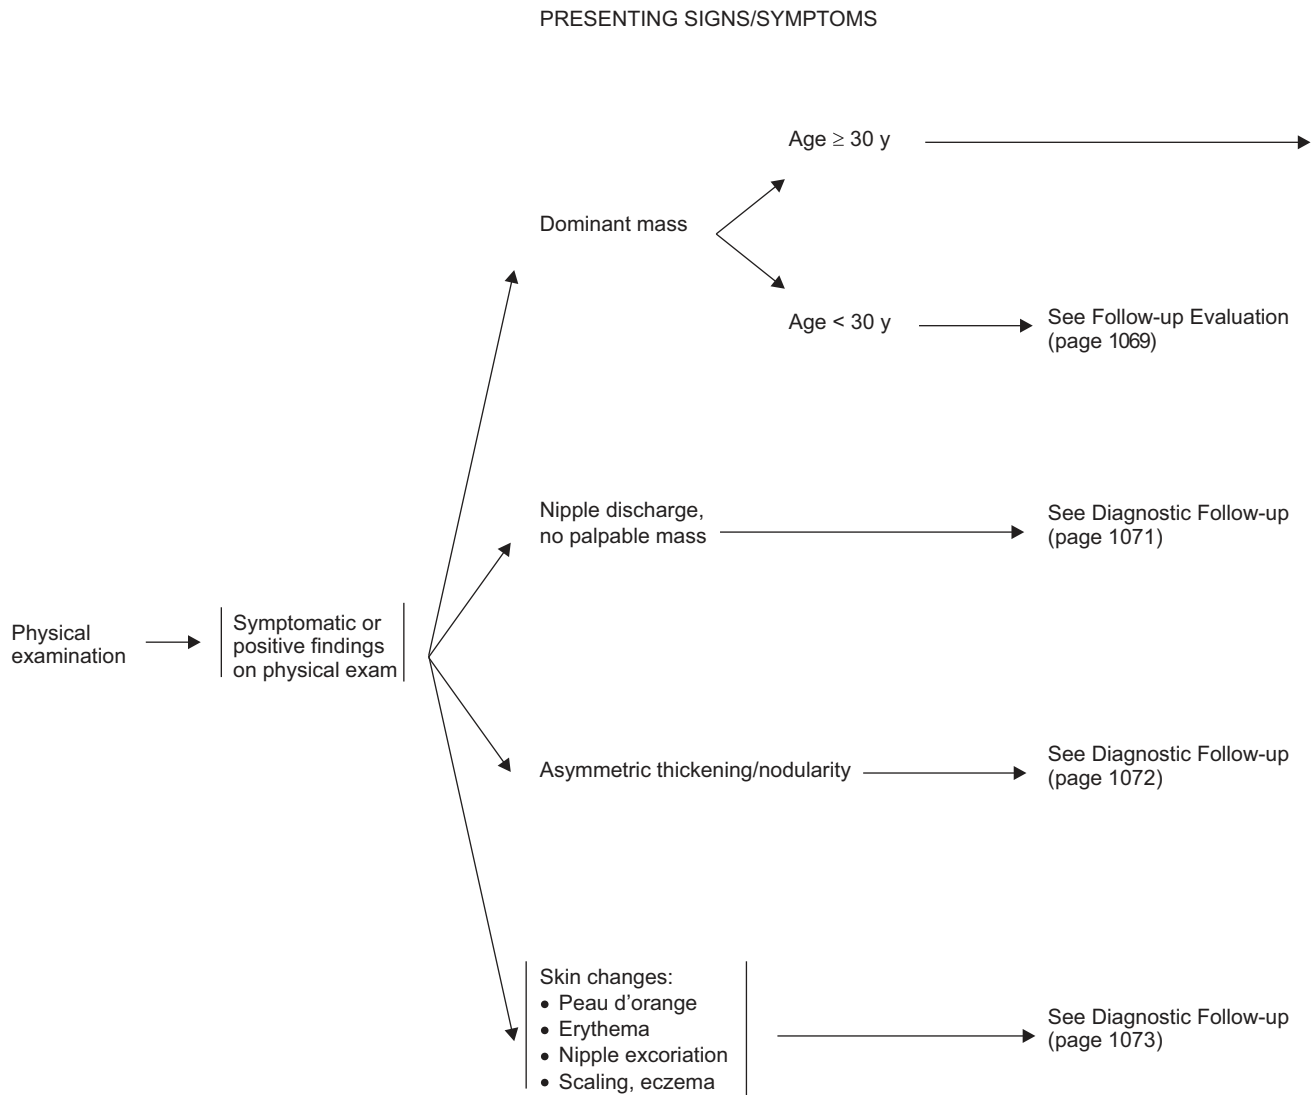 PRESENTING SIGNS/SYMPTOMS
Age ≥ 30 y
Dominant mass
Age < 30 y
See Follow-up Evaluation
(page 1069)
Nipple discharge,
no palpable mass
See Diagnostic Follow-up
(page 1071)
Physical
examination
Symptomatic or
positive findings
on physical exam
Asymmetric thickening/nodularity
See Diagnostic Follow-up
(page 1072)
Skin changes:
• Peau d'orange
• Erythema
• Nipple excoriation
• Scaling, eczema
See Diagnostic Follow-up
(page 1073)